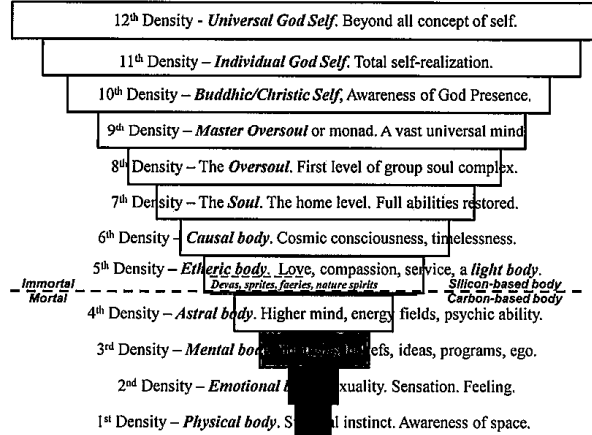 12th Density - Universal God Self. Beyond all concept of self.
11th Density – Individual God Self. Total self-realization.
10th Density – Buddhic/Christic Self, Awareness of God Presence.
9th Density – Master Oversoul or monad. A vast universal mind
8th Density – The Oversoul. First level of group soul complex.
7th Density – The Soul. The home level. Full abilities restored.
6th Density – Causal body. Cosmic consciousness, timelessness.
5th Density – Etheric body. Love, compassion, service, a light body.
Immortal Devas, sprites, faeries, nature spirits Silicon-based body
Mortal Carbon-based body
4th Density – Astral body. Higher mind, energy fields, psychic ability.
3rd Density – Mental ideas, programs, ego.
2nd Density – Emotional Sensation. Feeling.
1st Density – Physical body. instinct. Awareness of space.